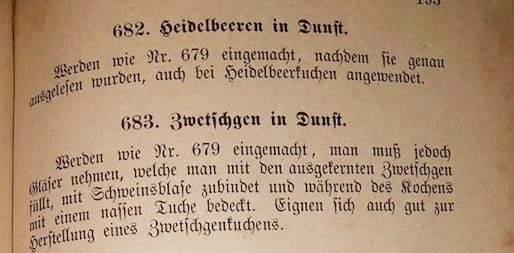 682. Heidelbeeren in Dunst.
Werden wie Nr. 679 eingemacht, nachdem sie genau
ausgelesen wurden, auch bei Heidelbeerkuchen angewendet.
683. Zwetschgen in Dunst.
Werden wie Nr. 679 eingemacht, man muß jedoch
Gläser nehmen, welche man mit den ausgekernten Zwetschgen
füllt, mit Schweinsblase zubindet und während des Kochens
mit einem nassen Tuche bedeckt. Eignen sich auch gut zur
Herstellung eines Zwetschgenkuchens.